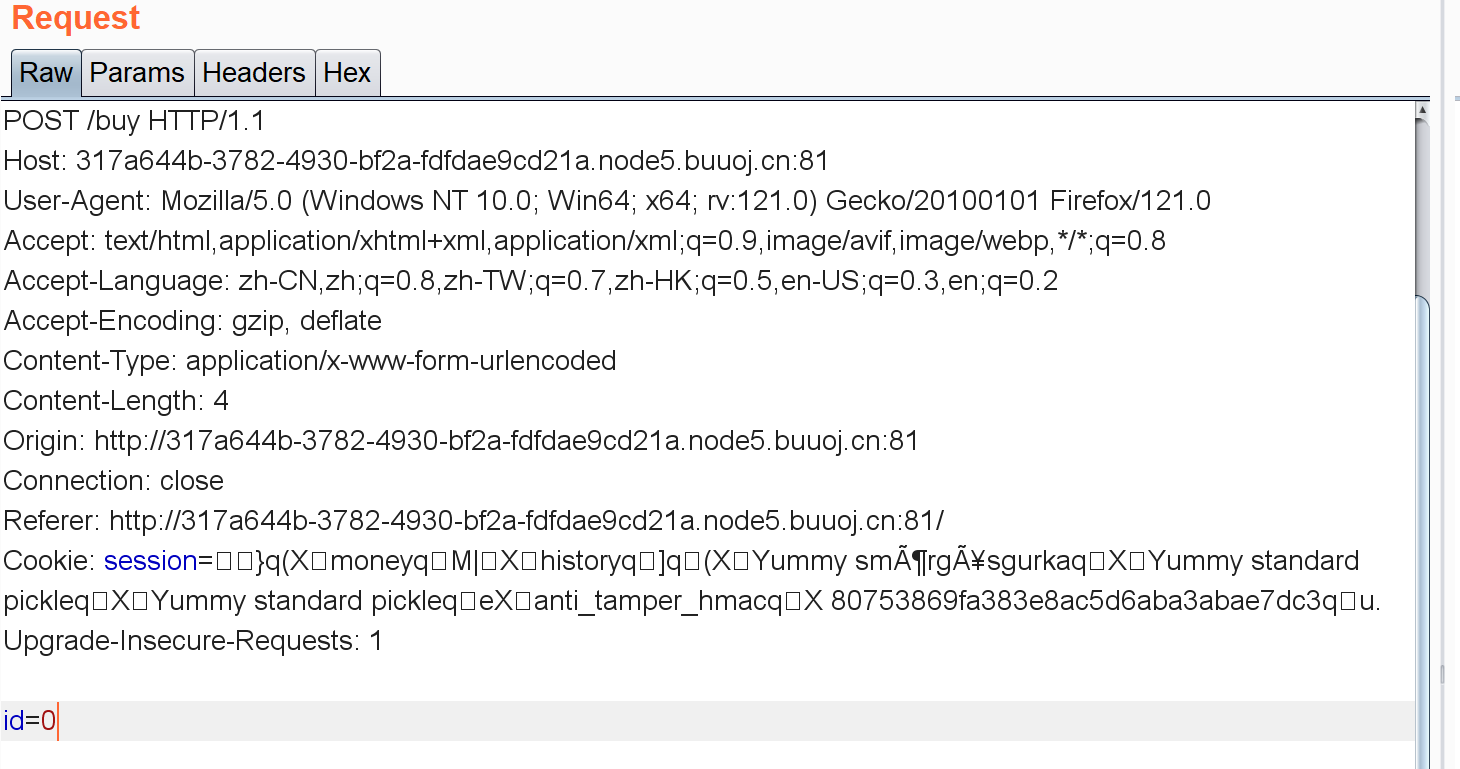 Request
Raw Params Headers Hex
POST /buy HTTP/1.1
Host: 317a644b-3782-4930-bf2a-fdfdae9cd21a.node5.buuoj.cn:81
User-Agent: Mozilla/5.0 (Windows NT 10.0; Win64; x64; rv:121.0) Gecko/20100101 Firefox/121.0
Accept: text/html,application/xhtml+xml,application/xml;q=0.9,image/avif,image/webp,*/*;q=0.8
Accept-Language: zh-CN,zh;q=0.8,zh-TW;q=0.7,zh-HK;q=0.5,en-US;q=0.3,en;q=0.2
Accept-Encoding: gzip, deflate
Content-Type: application/x-www-form-urlencoded
Content-Length: 4
Origin: http://317a644b-3782-4930-bf2a-fdfdae9cd21a.node5.buuoj.cn:81
Connection: close
Referer: http://317a644b-3782-4930-bf2a-fdfdae9cd21a.node5.buuoj.cn:81/
Cookie: session=□□}q(X□moneyq□M|□X□historyq□]q□(X□Yummy smÃ¶rgÃ¥sgurkaq□X□Yummy standard
pickleq□X□Yummy standard pickleq□eX□anti_tamper_hmacq□X 80753869fa383e8ac5d6aba3abae7dc3q□u.
Upgrade-Insecure-Requests: 1
id=0